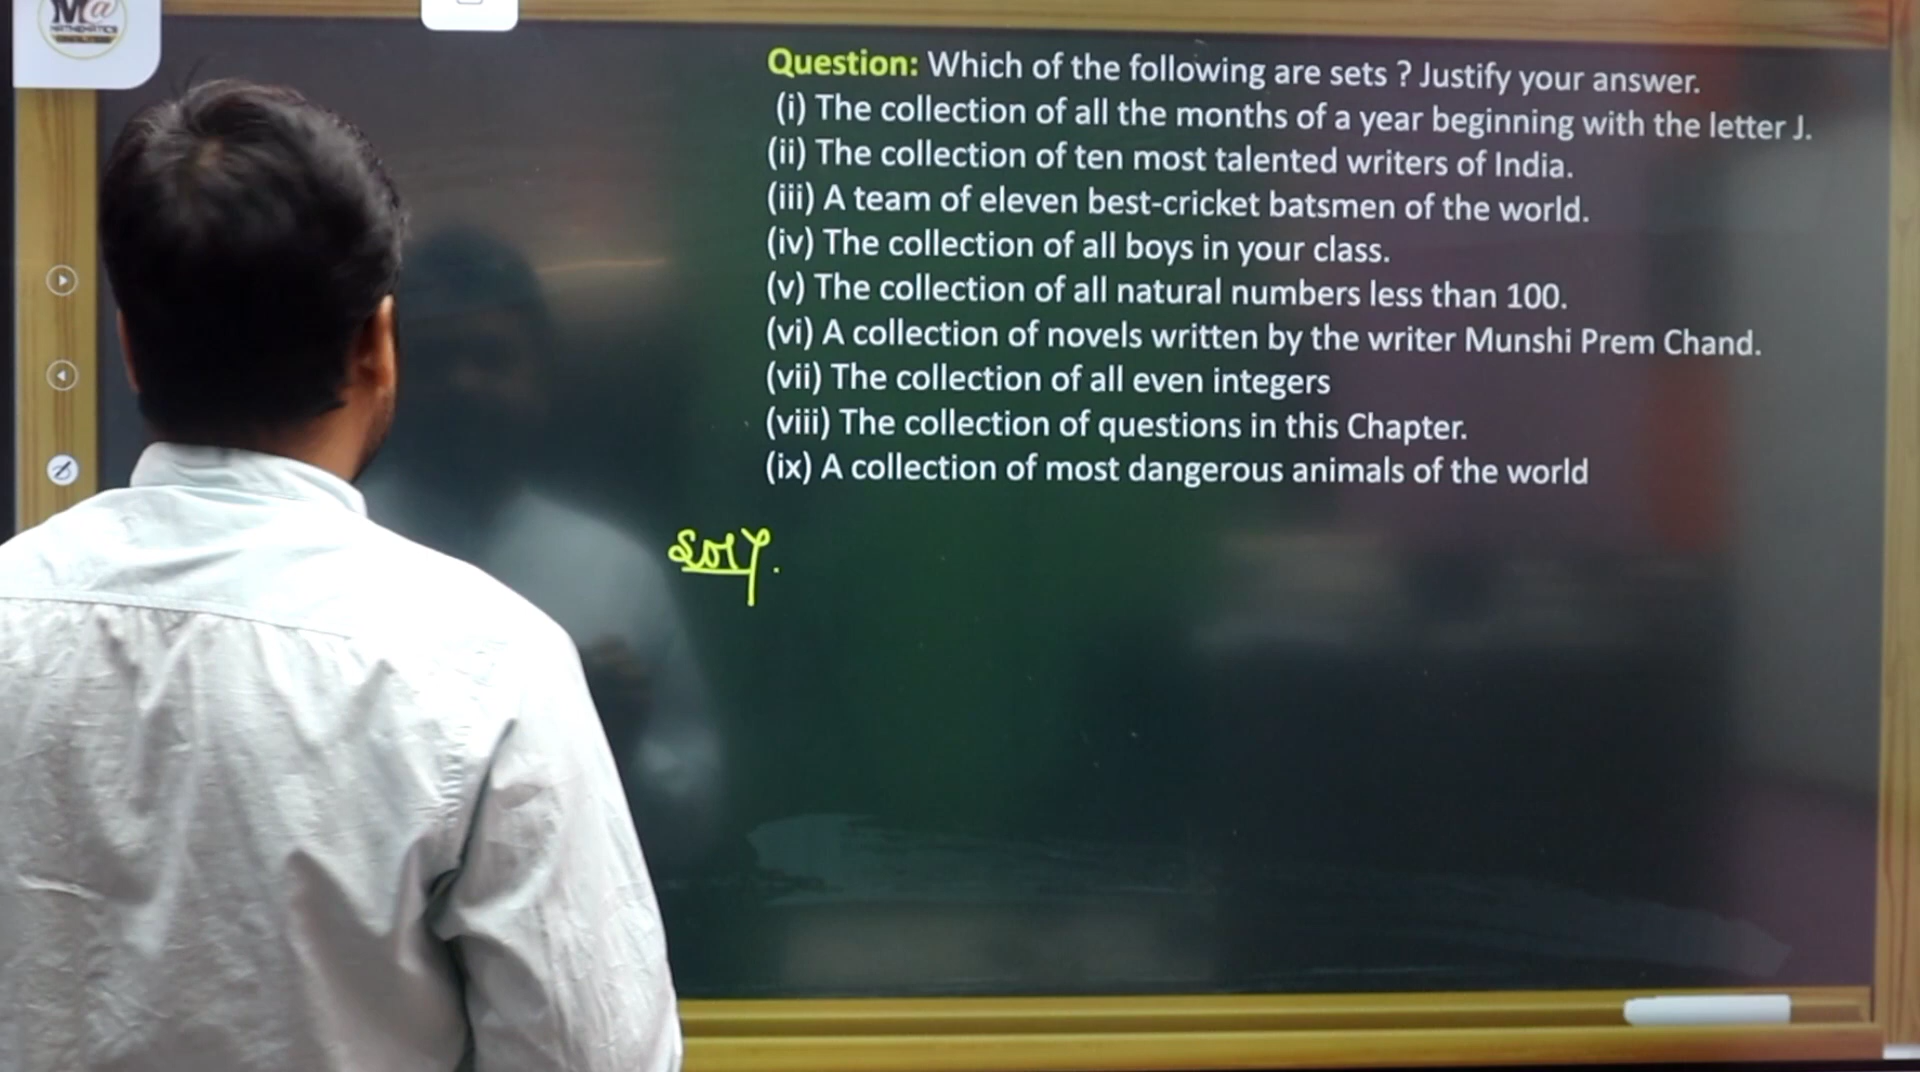 M@
MATHEMATICS
Question: Which of the following are sets ? Justify your answer.
(i) The collection of all the months of a year beginning with the letter J.
(ii) The collection of ten most talented writers of India.
(iii) A team of eleven best-cricket batsmen of the world.
(iv) The collection of all boys in your class.
(v) The collection of all natural numbers less than 100.
(vi) A collection of novels written by the writer Munshi Prem Chand.
(vii) The collection of all even integers
(viii) The collection of questions in this Chapter.
(ix) A collection of most dangerous animals of the world
Solⁿ.